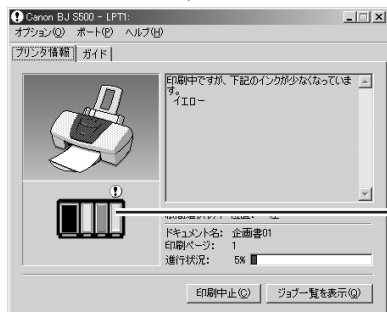 Canon BJ S500 - LPT1:
オプション(O) ポート(P) ヘルプ(H)
プリンタ情報 ガイド
印刷中ですが、下記のインクが少なくなっていま
す。
イエロー
ドキュメント名: 企画書01
印刷ページ: 1
進行状況: 5%
印刷中止(C) ジョブ一覧を表示(Q)